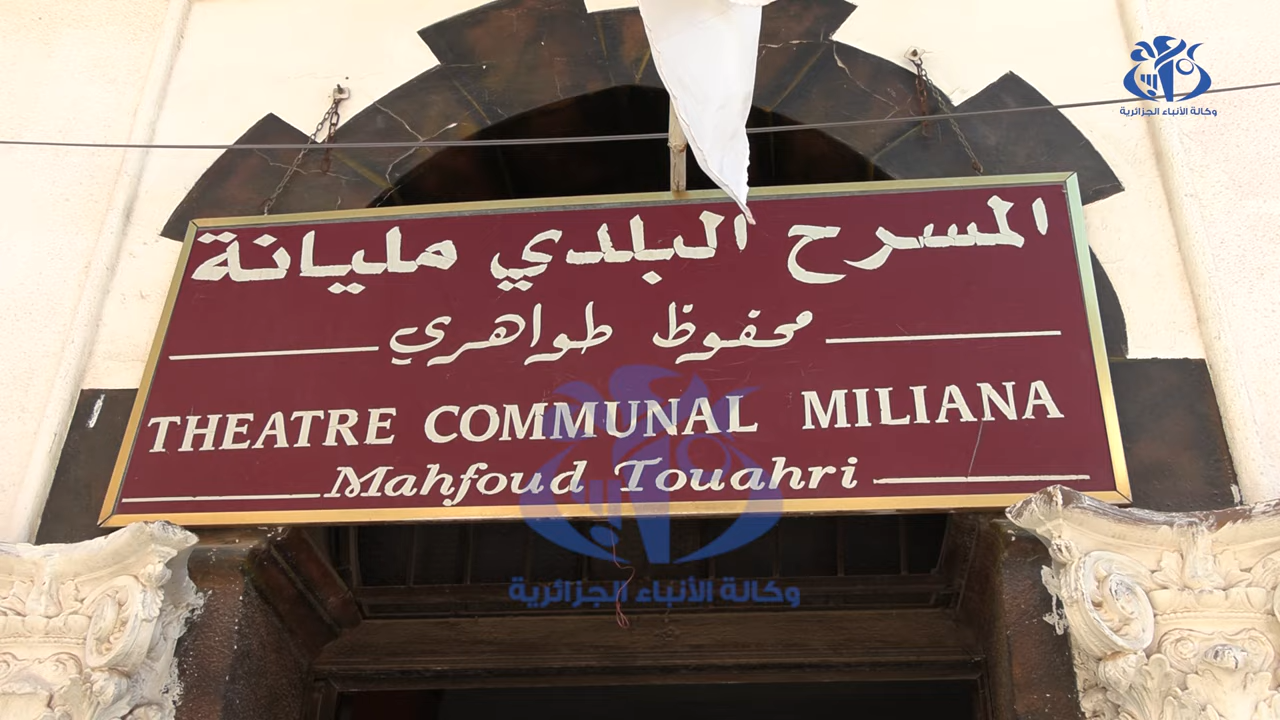 وكالة الأنباء الجزائرية
المسرح البلدي مليانة
محفوظ طواهري
THEATRE COMMUNAL MILIANA
Mahfoud Touahri
وكالة الأنباء الجزائرية